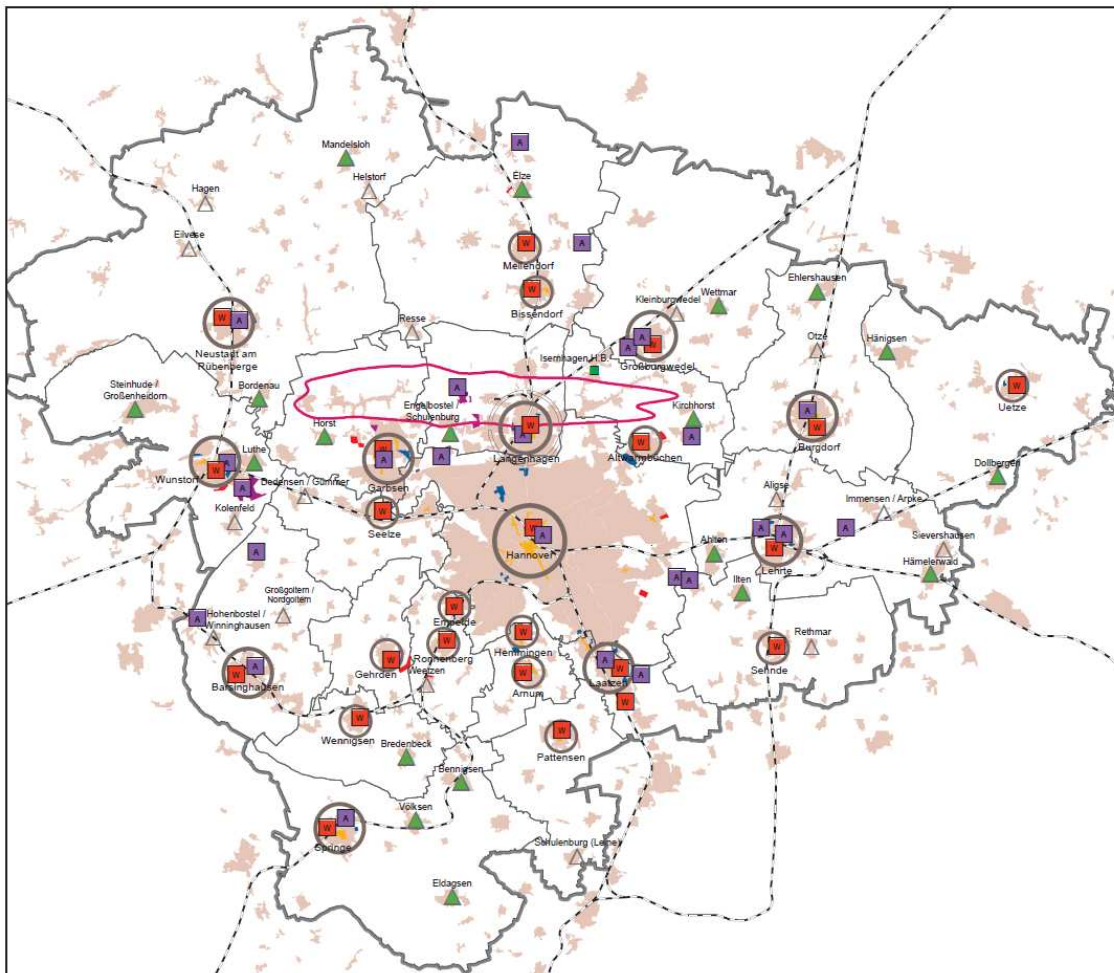 A
Mandelsloh
Helstorf
Elze
Hagen
W
A
Eilvese
Mellendorf
Ehlershausen
W
Kleinburgwedel
Wettmar
Bissendorf
W
A
Resse
A
Otze
Hänigsen
A
W
Neustadt am
Rübenberge
Isernhagen H.B.
Großburgwedel
Steinhude /
Großenheidorn
Bordenau
A
W
Uetze
Engelbostel /
Schulenburg
Kirchhorst
A
Horst
W
A
W
A
W
Burgdorf
W
A
A
Langenhagen
Altwarmbüchen
Luthe
A
W
Garbsen
Dollbergen
Wunstorf
A
Dedensen / Gümmer
Aligse
Immensen / Arpke
Kolenfeld
W
Seelze
W
A
Hannover
A
A
A
W
Lehrte
Sievershausen
Ahlten
Hämelerwald
A
A
A
Ilten
Großgoltern /
Nordgoltern
W
Empelde
A
Hohenbostel /
Winninghausen
W
Ronnenberg
W
Hemmingen
W
Sehnde
Rethmar
A
W
Barsinghausen
W
Gehrden
Weetzen
W
Arnum
A
W
A
Laatzen
W
W
Wennigsen
W
Pattensen
Bredenbeck
Bennigsen
A
W
Springe
Völksen
Schulenburg (Leine)
Eldagsen